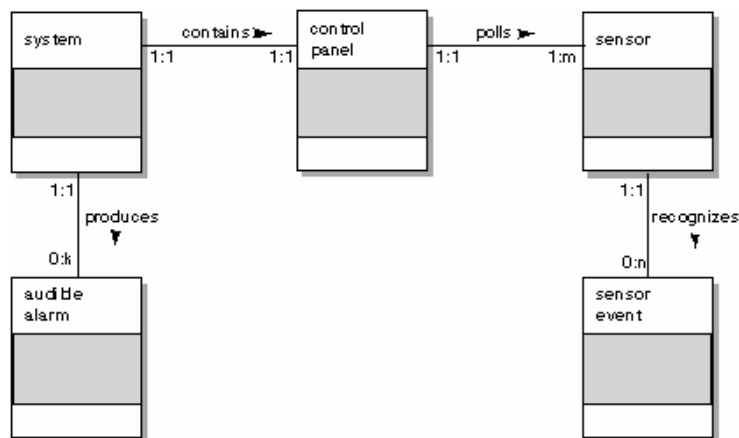 system
contains
control
panel
polls
sensor
1:1
1:1
1:1
1:m
1:1
produces
0:k
1:1
recognizes
0:n
audible
alarm
sensor
event